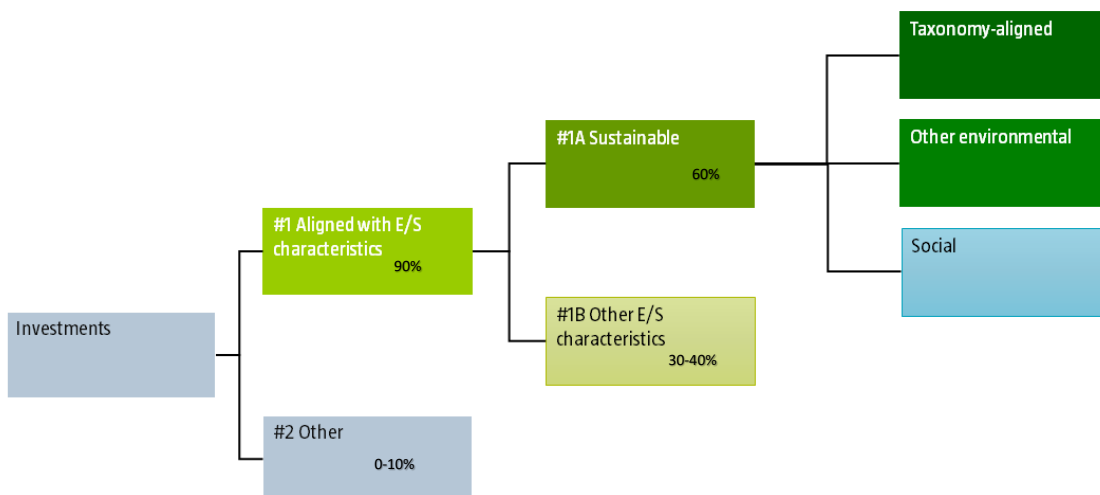 Taxonomy-aligned
Other environmental
Social
#1A Sustainable
60%
#1B Other E/S
characteristics
30-40%
#1 Aligned with E/S
characteristics
90%
#2 Other
0-10%
Investments